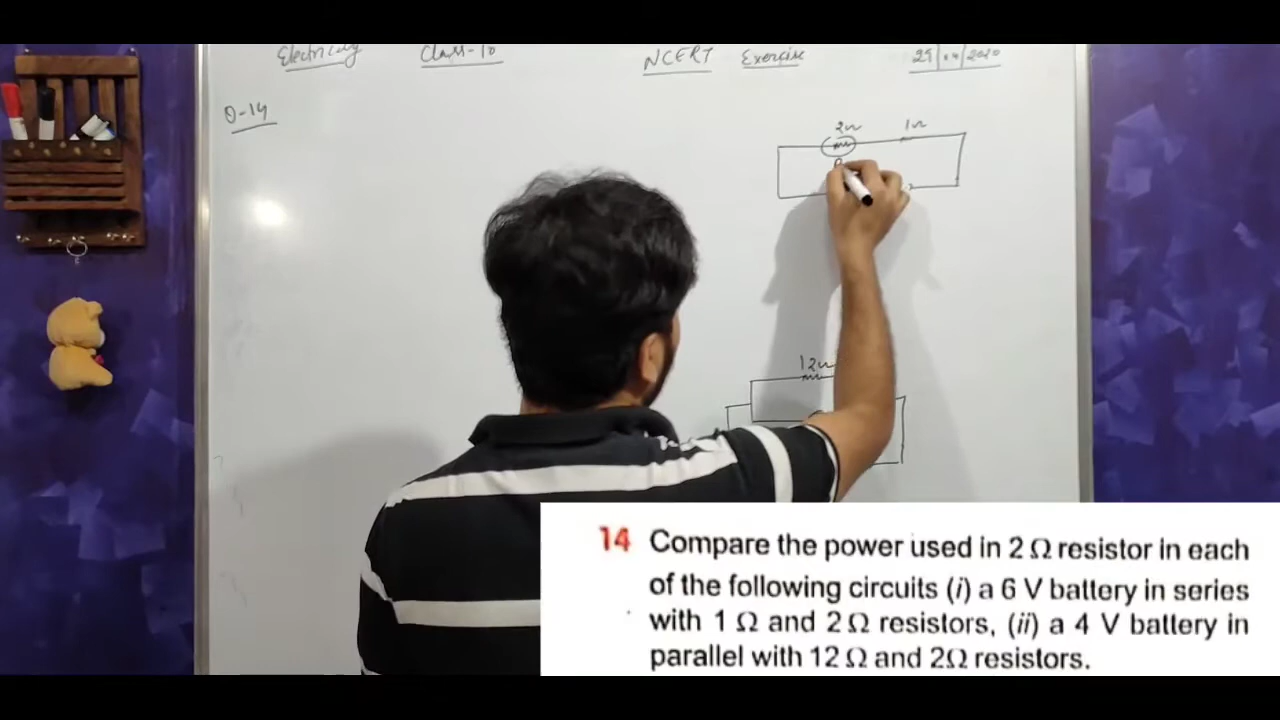 Electricity Class-10 NCERT Exercise
Q-14
2Ω 1Ω
12Ω
14 Compare the power used in 2 Ω resistor in each
of the following circuits (i) a 6 V battery in series
with 1 Ω and 2 Ω resistors, (ii) a 4 V battery in
parallel with 12 Ω and 2Ω resistors.